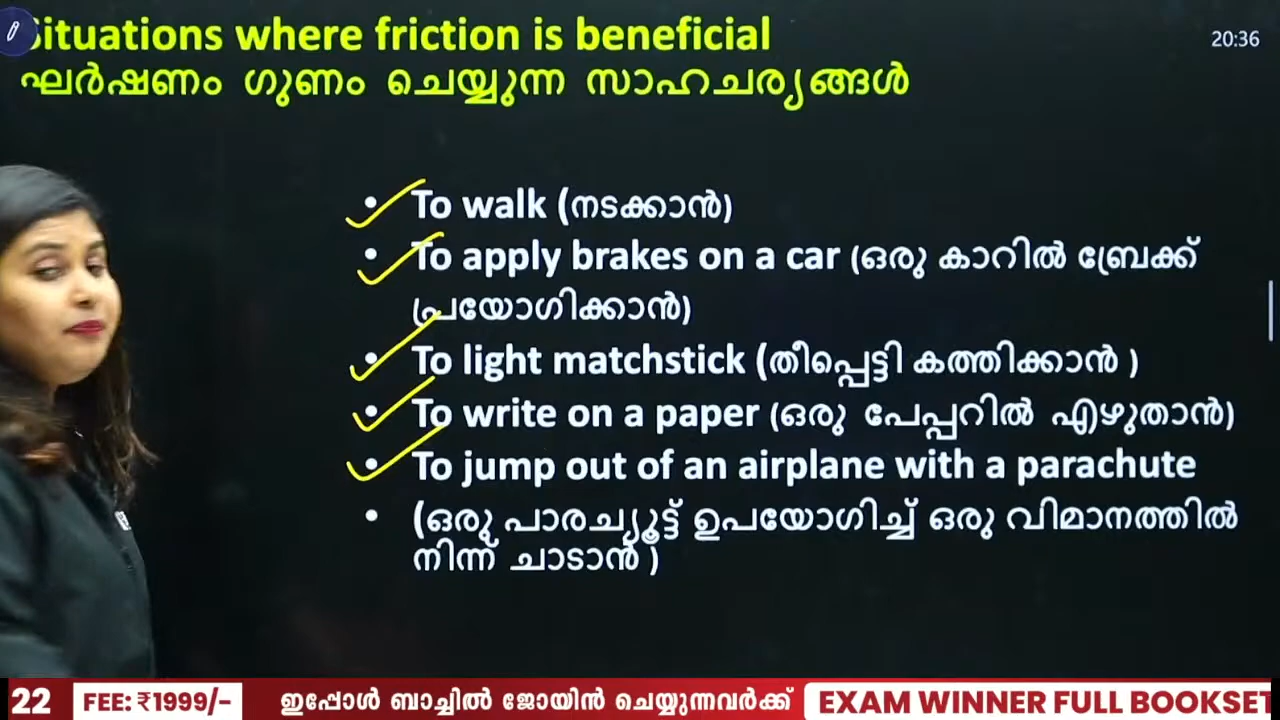 Situations where friction is beneficial
20:36
ഘർഷണം ഗുണം ചെയ്യുന്ന സാഹചര്യങ്ങൾ
• To walk (നടക്കാൻ)
• To apply brakes on a car (ഒരു കാറിൽ ബ്രേക്ക്
പ്രയോഗിക്കാൻ)
• To light matchstick (തീപ്പെട്ടി കത്തിക്കാൻ )
• To write on a paper (ഒരു പേപ്പറിൽ എഴുതാൻ)
• To jump out of an airplane with a parachute
• (ഒരു പാരച്യൂട്ട് ഉപയോഗിച്ച് ഒരു വിമാനത്തിൽ
നിന്ന് ചാടാൻ )
22 FEE: ₹1999/- ഇപ്പോൾ ബാച്ചിൽ ജോയിൻ ചെയ്യുന്നവർക്ക് EXAM WINNER FULL BOOKSET